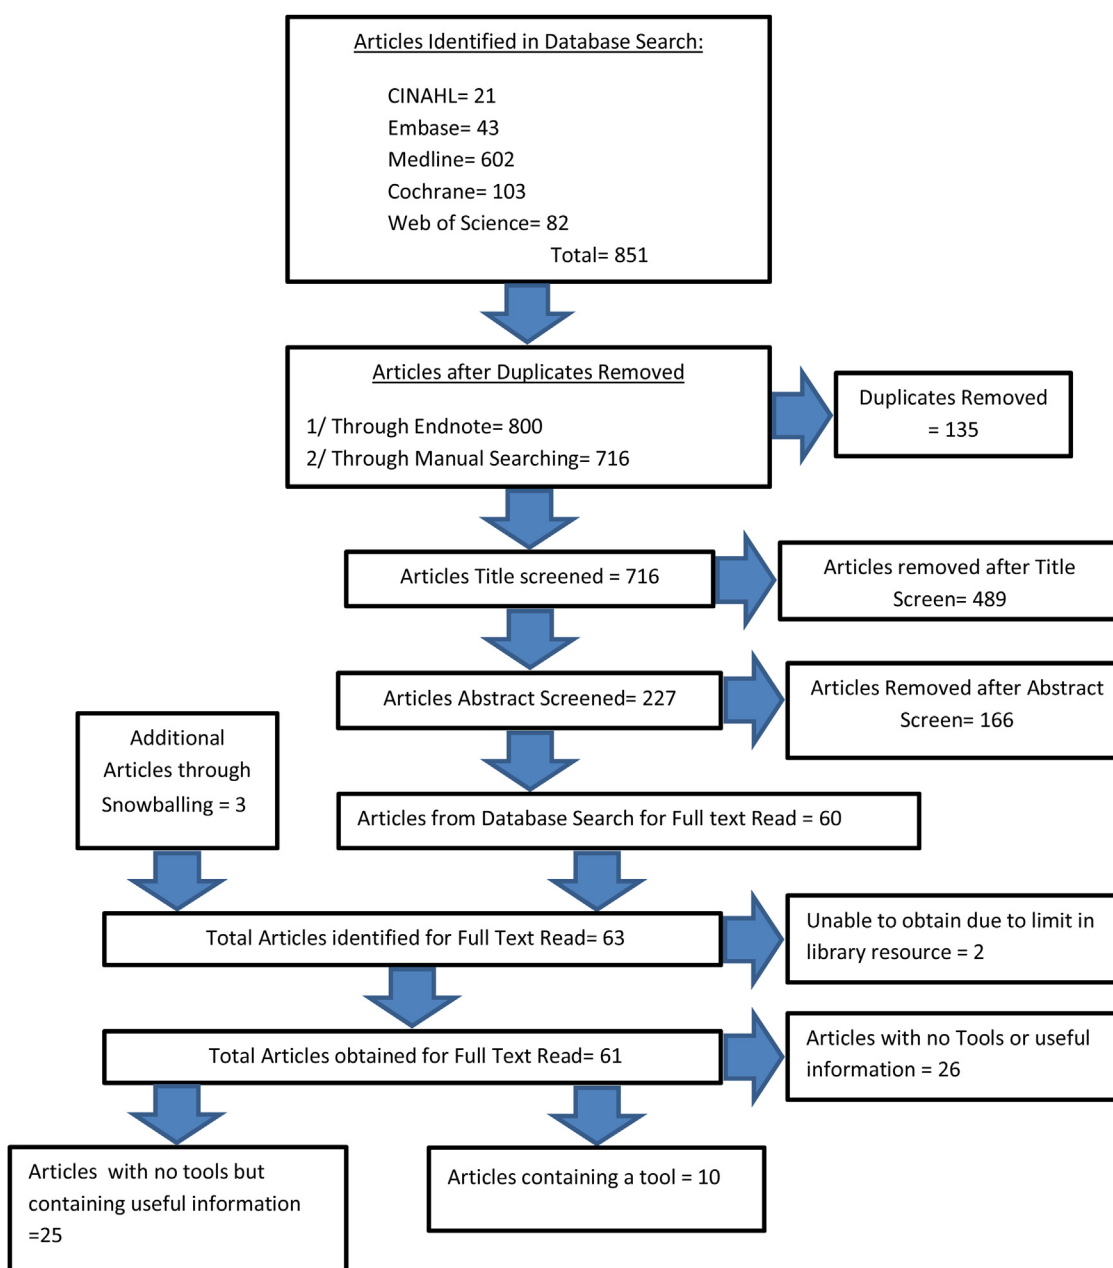 Articles Identified in Database Search:
CINAHL= 21
Embase= 43
Medline= 602
Cochrane= 103
Web of Science= 82
Total= 851
Articles after Duplicates Removed
1/ Through Endnote= 800
2/ Through Manual Searching= 716
Duplicates Removed
= 135
Articles Title screened = 716
Articles removed after Title
Screen= 489
Articles Abstract Screened= 227
Articles Removed after Abstract
Screen= 166
Additional
Articles through
Snowballing = 3
Articles from Database Search for Full text Read = 60
Total Articles identified for Full Text Read= 63
Unable to obtain due to limit in
library resource = 2
Total Articles obtained for Full Text Read= 61
Articles with no Tools or useful
information = 26
Articles  with no tools but
containing useful information
=25
Articles containing a tool = 10